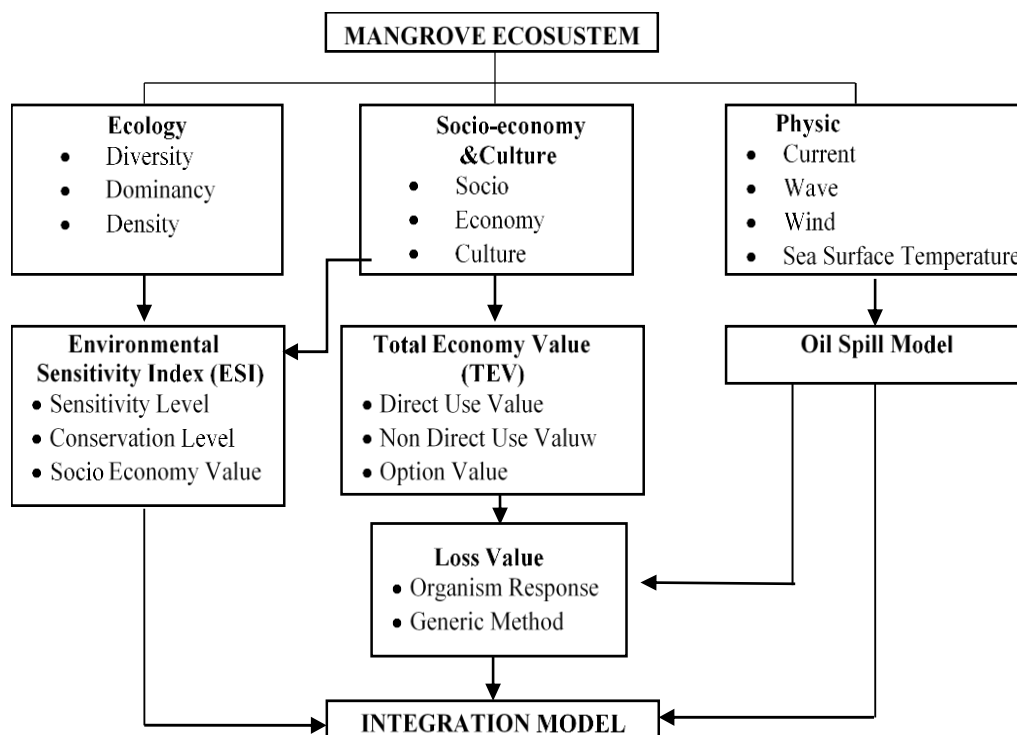 MANGROVE ECOSUSTEM
Ecology
• Diversity
• Dominancy
• Density
Socio-economy
&Culture
• Socio
• Economy
• Culture
Physic
• Current
• Wave
• Wind
• Sea Surface Temperature
Environmental
Sensitivity Index (ESI)
• Sensitivity Level
• Conservation Level
• Socio Economy Value
Total Economy Value
(TEV)
• Direct Use Value
• Non Direct Use Valuw
• Option Value
Oil Spill Model
Loss Value
• Organism Response
• Generic Method
INTEGRATION MODEL